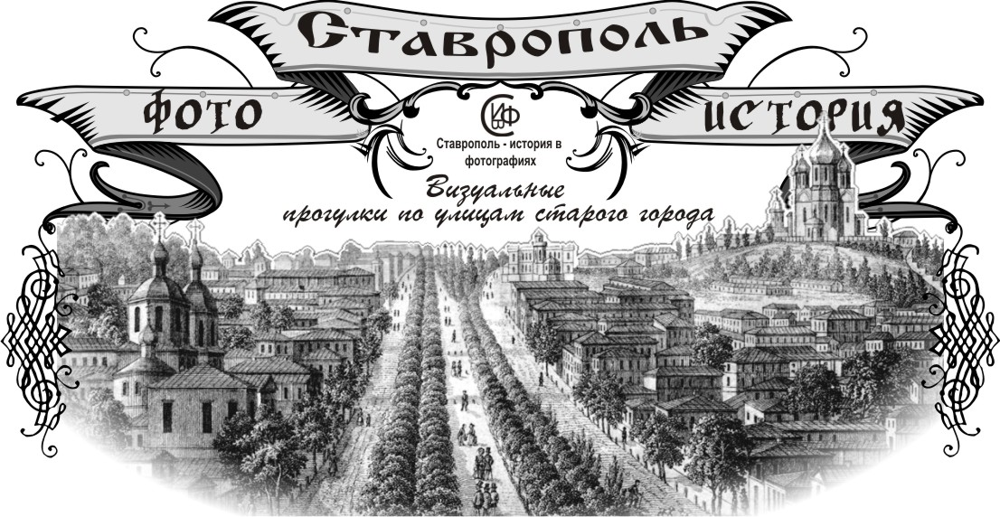 Ставрополь
фото история
СИФ
Ставрополь - история в
фотографиях
Визуальные
прогулки по улицам старого города